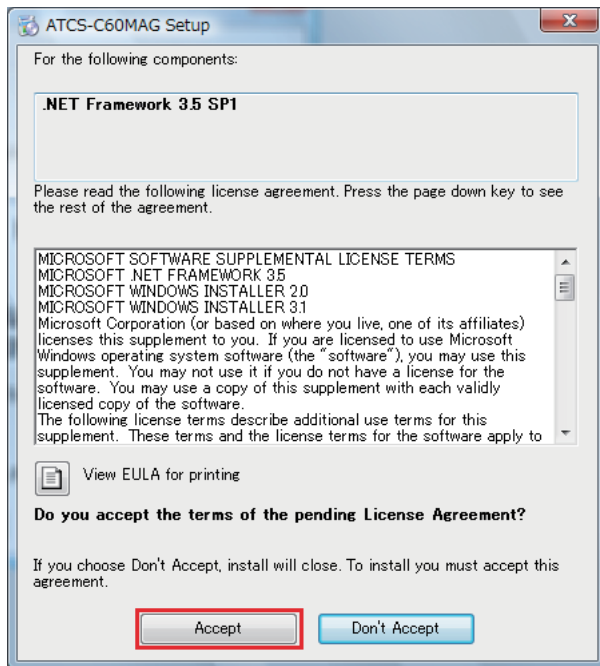 ATCS-C60MAG Setup
For the following components:
.NET Framework 3.5 SP1
Please read the following license agreement. Press the page down key to see
the rest of the agreement.
MICROSOFT SOFTWARE SUPPLEMENTAL LICENSE TERMS
MICROSOFT .NET FRAMEWORK 3.5
MICROSOFT WINDOWS INSTALLER 2.0
MICROSOFT WINDOWS INSTALLER 3.1
Microsoft Corporation (or based on where you live, one of its affiliates)
licenses this supplement to you.  If you are licensed to use Microsoft
Windows operating system software (the "software"), you may use this
supplement.  You may not use it if you do not have a license for the
software.  You may use a copy of this supplement with each validly
licensed copy of the software.
The following license terms describe additional use terms for this
supplement.  These terms and the license terms for the software apply to
View EULA for printing
Do you accept the terms of the pending License Agreement?
If you choose Don't Accept, install will close. To install you must accept this
agreement.
Accept
Don't Accept